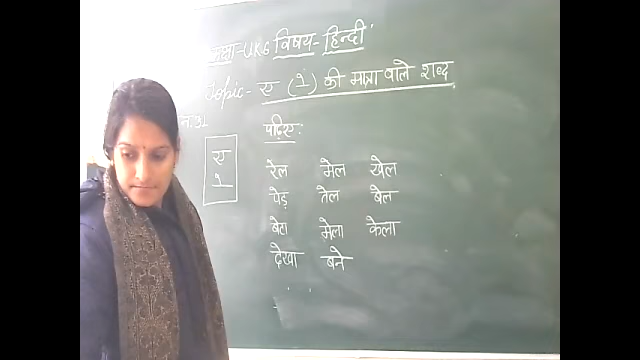 कक्षा-UKG विषय-हिन्दी
Topic- ए ( े ) की मात्रा वाले शब्द
पढ़िए:
ए
े
रेल मेल खेल
पेड़ तेल बेल
बेटा मेला केला
देखा बने